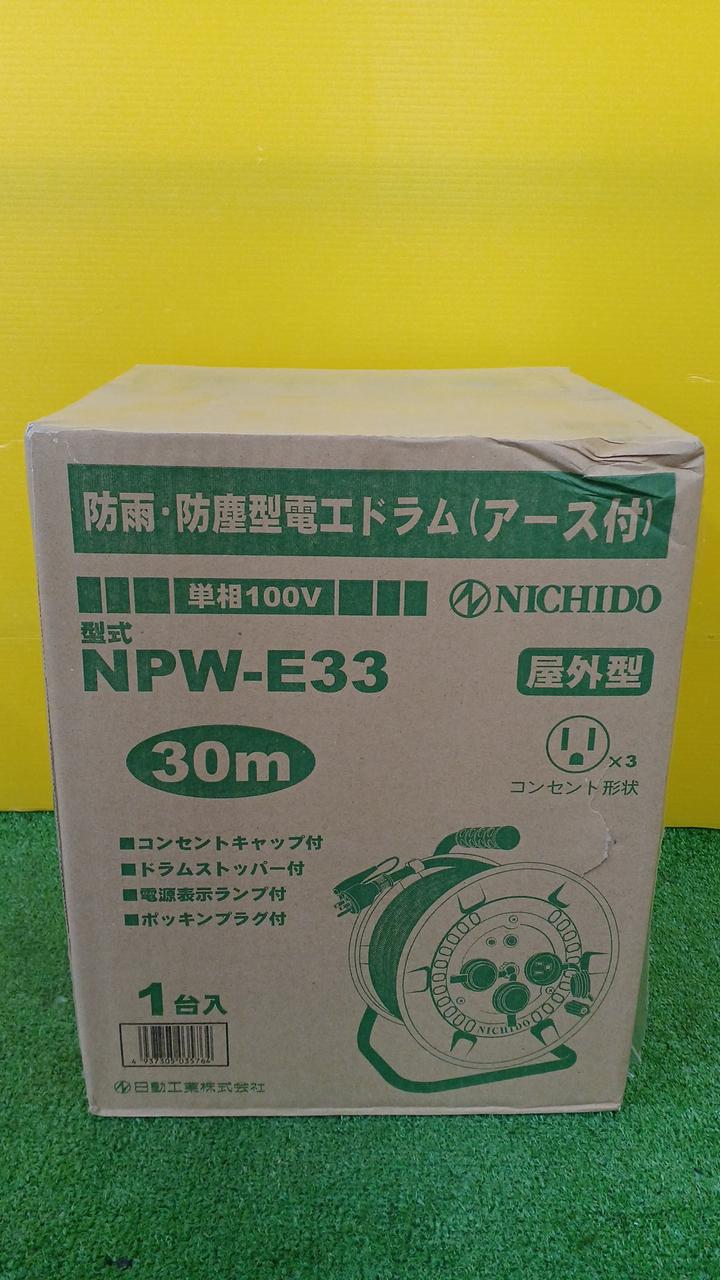 防雨・防塵型電工ドラム(アース付)
単相100V
NICHIDO
型式
NPW-E33
屋外型
30m
×3
コンセント形状
■コンセントキャップ付
■ドラムストッパー付
■電源表示ランプ付
■ポッキンプラグ付
NICHIDO
1台入
4 937305 035764
日動工業株式会社